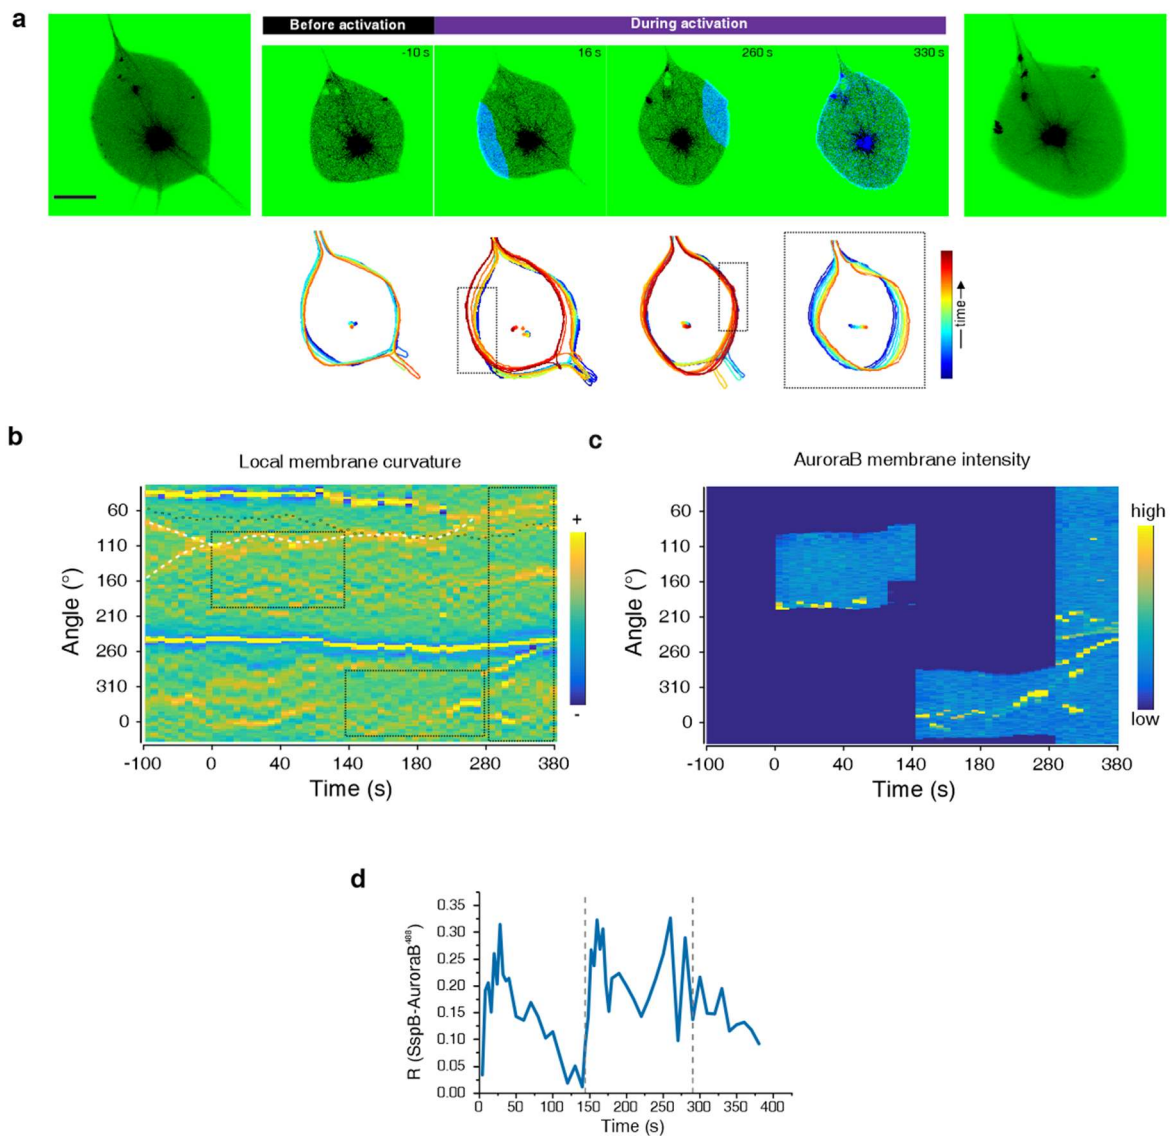 a
Before activation
During activation
-10 s
16 s
260 s
330 s
time
b
Local membrane curvature
Angle (°)
60
110
160
210
260
310
0
-100
0
40
140
180
280
380
Time (s)
+
-
c
AuroraB membrane intensity
Angle (°)
60
110
160
210
260
310
0
-100
0
40
140
180
280
380
Time (s)
high
low
d
R (SspB-AuroraB⁴⁸⁸)
0.35
0.30
0.25
0.20
0.15
0.10
0.05
0.00
0
50
100
150
200
250
300
350
400
Time (s)